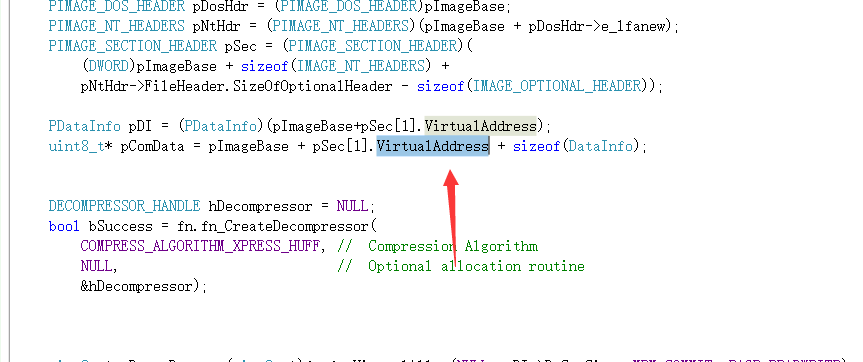 PIMAGE_DOS_HEADER pDosHdr = (PIMAGE_DOS_HEADER)pImageBase;
PIMAGE_NT_HEADERS pNtHdr = (PIMAGE_NT_HEADERS)(pImageBase + pDosHdr->e_lfanew);
PIMAGE_SECTION_HEADER pSec = (PIMAGE_SECTION_HEADER)(
(DWORD)pImageBase + sizeof(IMAGE_NT_HEADERS) +
pNtHdr->FileHeader.SizeOfOptionalHeader - sizeof(IMAGE_OPTIONAL_HEADER));
PDataInfo pDI = (PDataInfo)(pImageBase+pSec[1].VirtualAddress);
uint8_t* pComData = pImageBase + pSec[1].VirtualAddress + sizeof(DataInfo);
DECOMPRESSOR_HANDLE hDecompressor = NULL;
bool bSuccess = fn.fn_CreateDecompressor(
COMPRESS_ALGORITHM_XPRESS_HUFF, // Compression Algorithm
NULL, // Optional allocation routine
&hDecompressor);